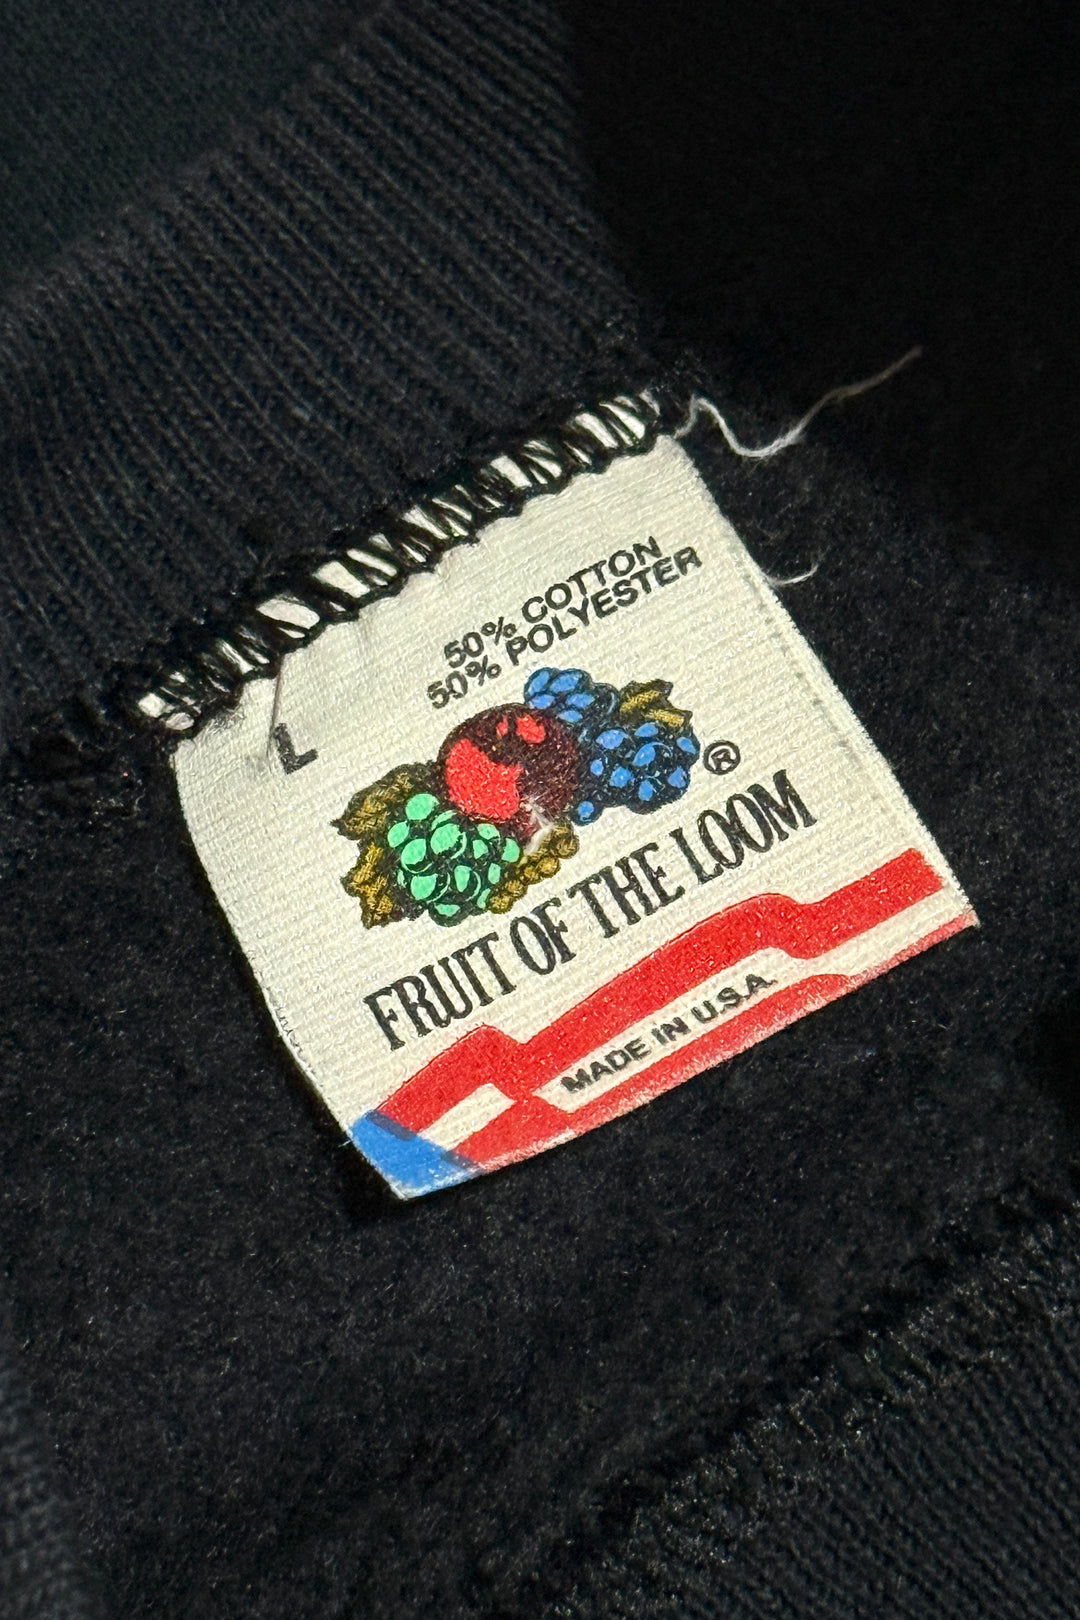 50% COTTON
50% POLYESTER
L
®
FRUIT OF THE LOOM
MADE IN U.S.A.